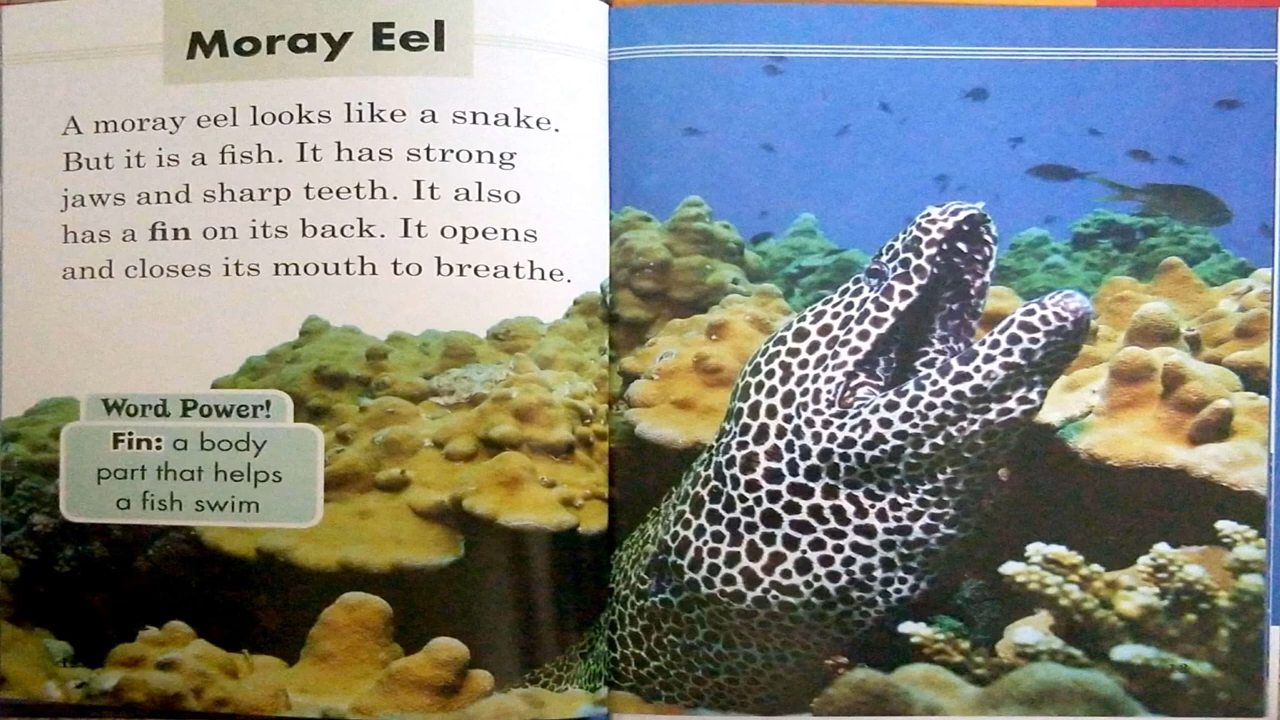 Moray Eel
A moray eel looks like a snake.
But it is a fish. It has strong
jaws and sharp teeth. It also
has a fin on its back. It opens
and closes its mouth to breathe.
Word Power!
Fin: a body
part that helps
a fish swim